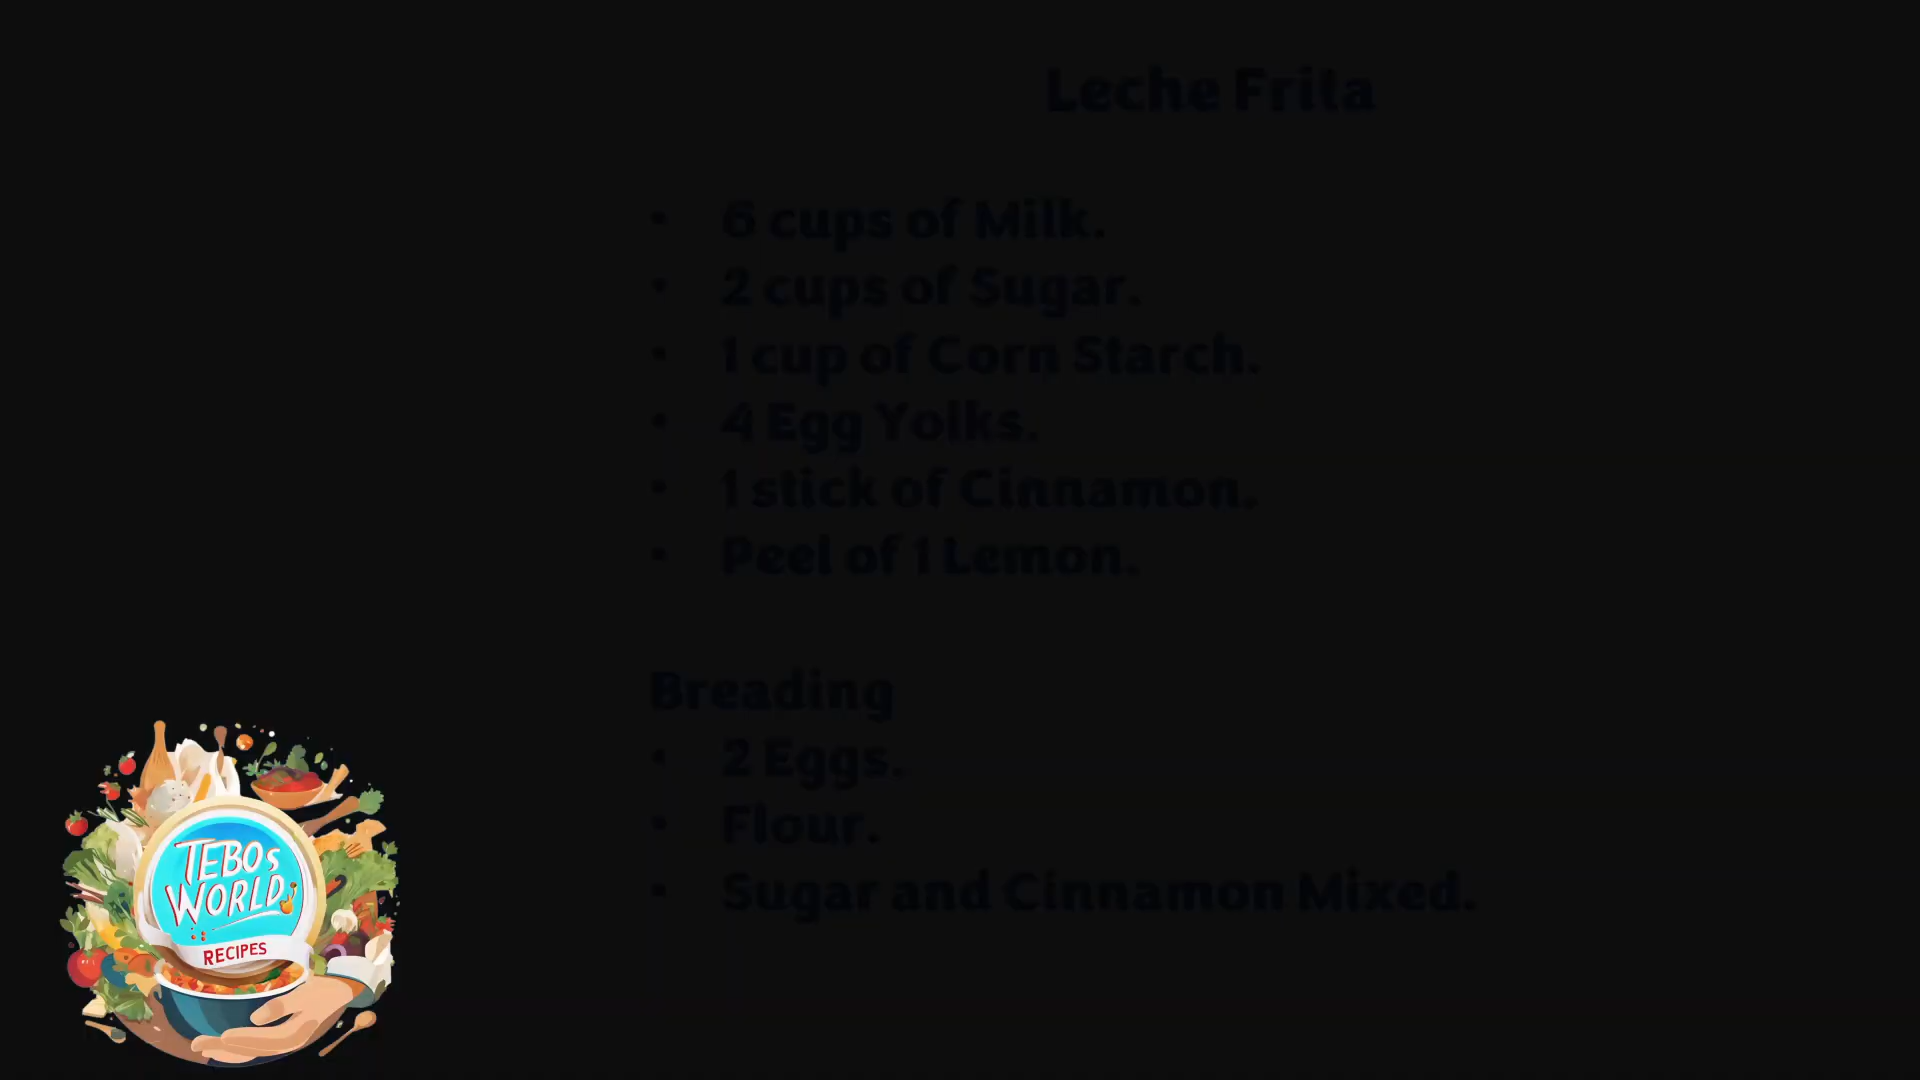 Leche Frita
• 6 cups of Milk.
• 2 cups of Sugar.
• 1 cup of Corn Starch.
• 4 Egg Yolks.
• 1 stick of Cinnamon.
• Peel of 1 Lemon.
Breading
• 2 Eggs.
• Flour.
• Sugar and Cinnamon Mixed.
TEBOS
WORLD
RECIPES